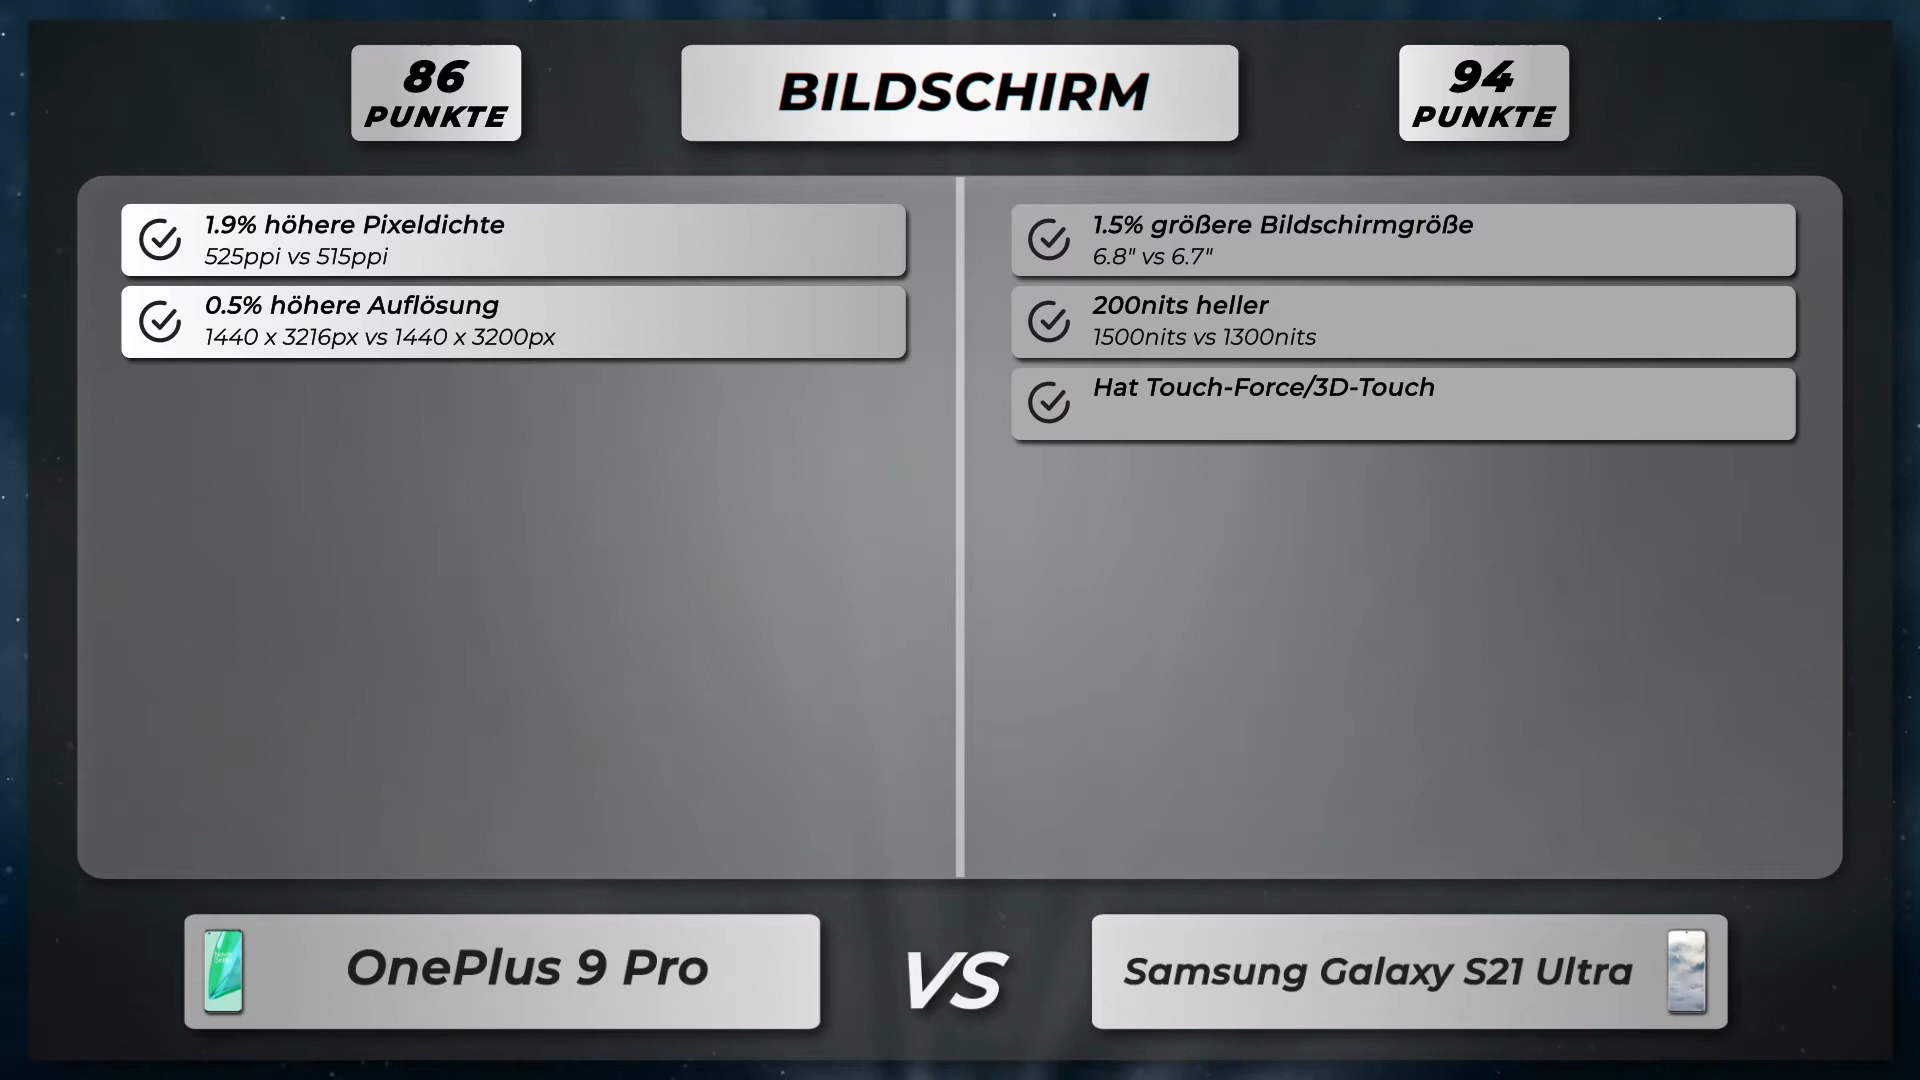 86
PUNKTE
BILDSCHIRM
94
PUNKTE
1.9% höhere Pixeldichte
525ppi vs 515ppi
0.5% höhere Auflösung
1440 x 3216px vs 1440 x 3200px
1.5% größere Bildschirmgröße
6.8" vs 6.7"
200nits heller
1500nits vs 1300nits
Hat Touch-Force/3D-Touch
OnePlus 9 Pro
VS
Samsung Galaxy S21 Ultra